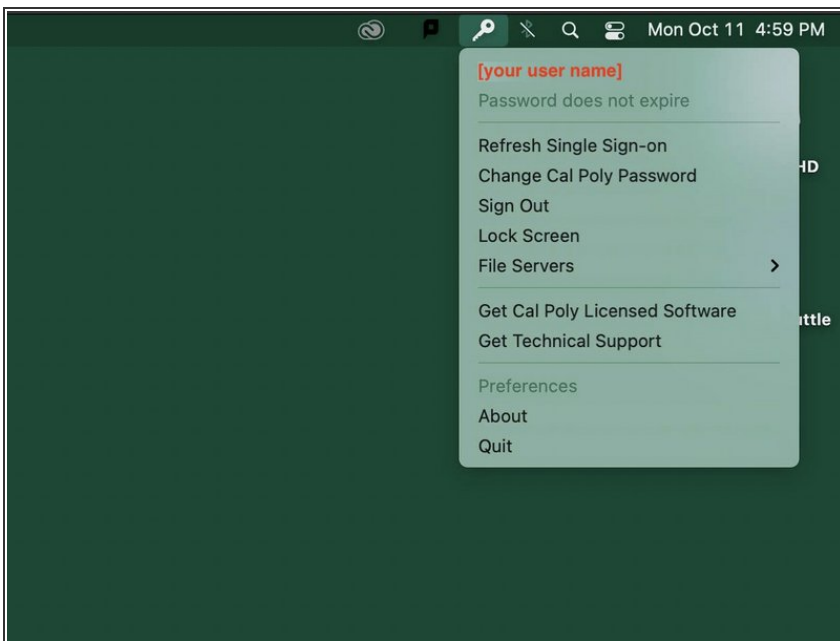 Mon Oct 11 4:59 PM
[your user name]
Password does not expire
Refresh Single Sign-on
HD
Change Cal Poly Password
Sign Out
Lock Screen
File Servers
Get Cal Poly Licensed Software
uttle
Get Technical Support
Preferences
About
Quit